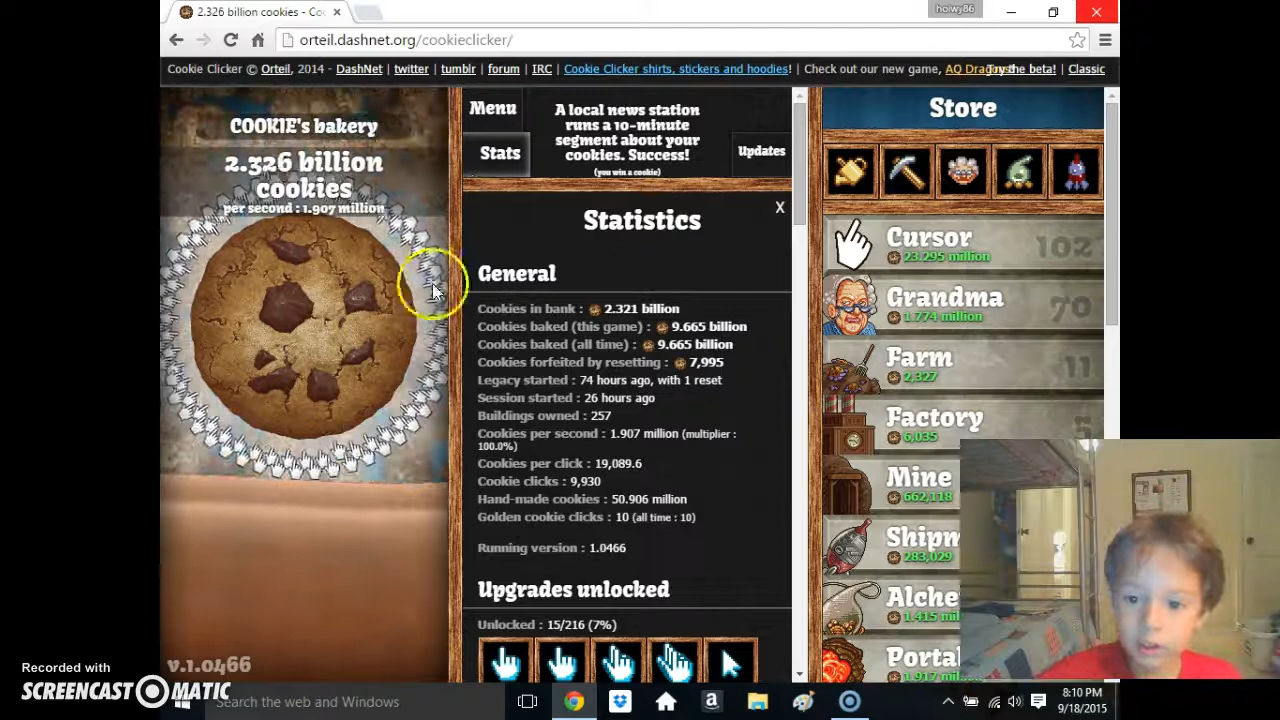 2.326 billion cookies - Coo
hoiwy86
orteil.dashnet.org/cookieclicker/
Cookie Clicker © Orteil, 2014 - DashNet | twitter | tumblr | forum | IRC | Cookie Clicker shirts, stickers and hoodies! | Check out our new game, AQ Try the beta! | Classic
COOKIE's bakery
2.326 billion
cookies
per second : 1.907 million
Menu
Stats
A local news station
runs a 10-minute
segment about your
cookies. Success!
(you win a cookie)
Updates
Statistics
X
General
Cookies in bank : 2.321 billion
Cookies baked (this game) : 9.665 billion
Cookies baked (all time) : 9.665 billion
Cookies forfeited by resetting : 7,995
Legacy started : 74 hours ago, with 1 reset
Session started : 26 hours ago
Buildings owned : 257
Cookies per second : 1.907 million (multiplier :
100.0%)
Cookies per click : 19,089.6
Cookie clicks : 9,930
Hand-made cookies : 50.906 million
Golden cookie clicks : 10 (all time : 10)
Running version : 1.0466
Upgrades unlocked
Unlocked : 15/216 (7%)
Store
Cursor 102
23.295 million
Grandma 70
1.774 million
Farm 11
2,327
Factory 5
6,035
Mine
662,118
Shipm
283,029
Alche
1.415 mil
Portal
1.917 mil
v.1.0466
Recorded with
SCREENCAST MATIC
Search the web and Windows
8:10 PM
9/18/2015